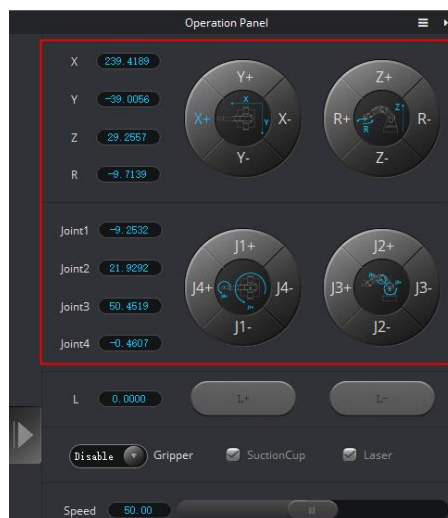 Operation Panel
X 239.4189
Y -39.0056
Z 29.2557
R -9.7139
Y+
X+ X-
Y-
X
Y
Z+
R+ R-
Z-
Z
R
Joint1 -9.2532
Joint2 21.9292
Joint3 50.4519
Joint4 -0.4607
J1+
J4+ J4-
J1-
J2+
J3+ J3-
J2-
L 0.0000 L+ L-
Disable Gripper SuctionCup Laser
Speed 50.00